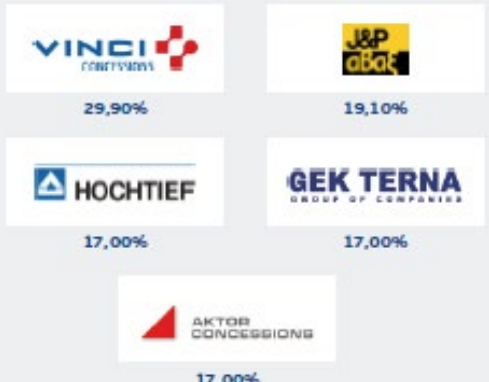 VINCI
CONCESSIONS
29,90%
J&P
αβαξ
19,10%
HOCHTIEF
17,00%
GEK TERNA
GROUP OF COMPANIES
17,00%
AKTOR
CONCESSIONS
17,00%